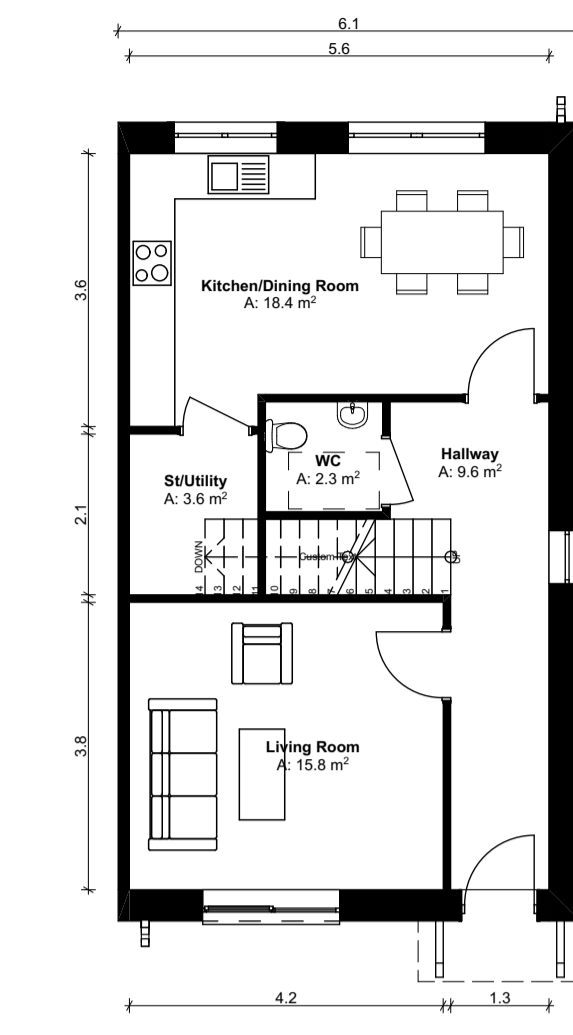 6.1
5.6
3.6
Kitchen/Dining Room
A: 18.4 m²
2.1
St/Utility
A: 3.6 m²
WC
A: 2.3 m²
Hallway
A: 9.6 m²
DOWN
UP
14 13 12 11 10 9 8 7 6 5 4 3 2 1
3.8
Living Room
A: 15.8 m²
4.2
1.3